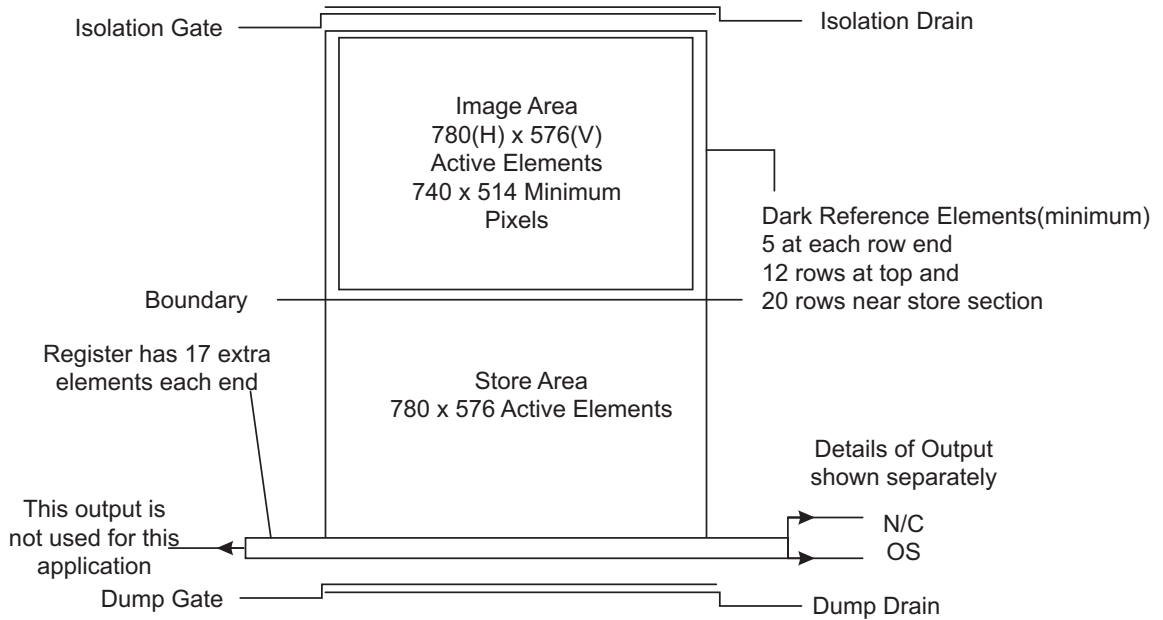 Isolation Gate
Isolation Drain
Image Area
780(H) x 576(V)
Active Elements
740 x 514 Minimum
Pixels
Dark Reference Elements(minimum)
5 at each row end
12 rows at top and
20 rows near store section
Boundary
Register has 17 extra
elements each end
Store Area
780 x 576 Active Elements
Details of Output
shown separately
This output is
not used for this
application
N/C
OS
Dump Gate
Dump Drain